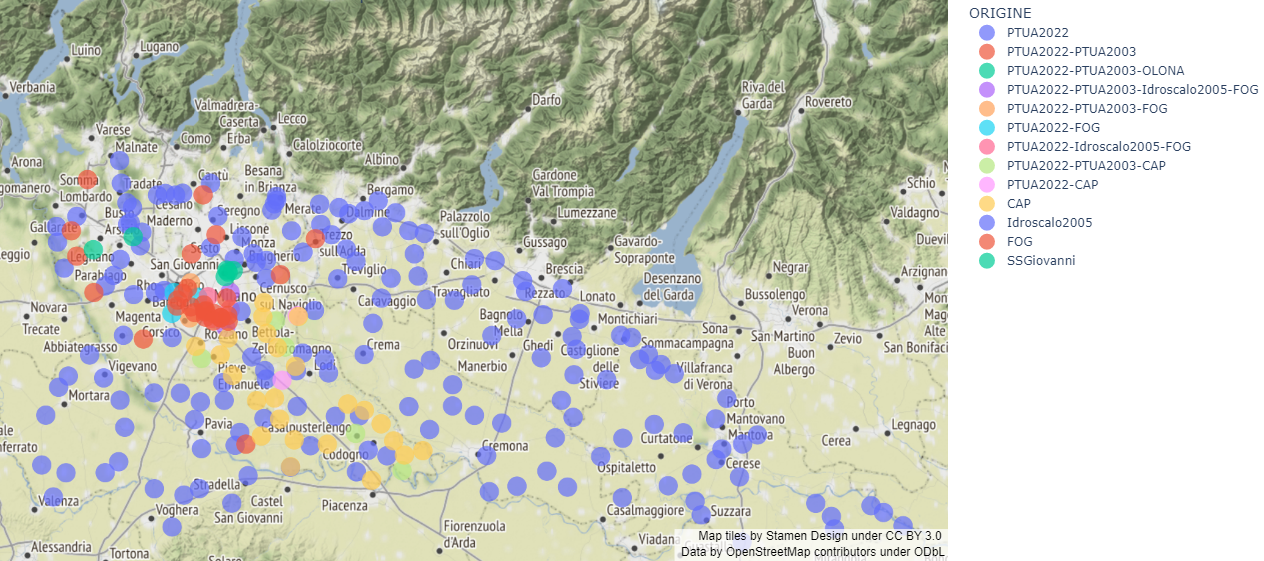 ORIGINE
PTUA2022
PTUA2022-PTUA2003
PTUA2022-PTUA2003-OLONA
PTUA2022-PTUA2003-Idroscalo2005-FOG
PTUA2022-PTUA2003-FOG
PTUA2022-FOG
PTUA2022-Idroscalo2005-FOG
PTUA2022-PTUA2003-CAP
PTUA2022-CAP
CAP
Idroscalo2005
FOG
SSGiovanni
Luino
Lugano
Verbania
Valmadrera-
Caserta
Erba
Lecco
Darfo
Riva del
Garda
Rovereto
Varese
Malnate
Como
Calolziocorte
Arona
Albino
Somma
Lombardo
Tradate
Cantù
Besana
in Brianza
Bergamo
Gardone
Val Trompia
Schio
Busto
Cesano
Maderno
Seregno
Merate
Dalmine
Palazzolo
sull'Oglio
Lumezzane
Valdagno
Gallarate
Lissone
Monza
Trezzo
sull'Adda
Gussago
Gavardo-
Sopraponte
Legnano
Sesto
San Giovanni
Brugherio
Treviglio
Chiari
Brescia
Desenzano
del Garda
Negrar
Parabiago
Rho
Milano
Cernusco
sul Naviglio
Caravaggio
Travagliato
Rezzato
Lonato
Bussolengo
Novara
Trecate
Magenta
Corsico
Rozzano
Bettola-
Zeloforomagno
Bagnolo
Mella
Montichiari
Sona
Verona
San Martino
Buon
Albergo
Zevio
San Bonifaci
Abbiategrasso
Vigevano
Pieve
Emanuele
Lodi
Crema
Orzinuovi
Manerbio
Ghedi
Castiglione
delle
Stiviere
Sommacampagna
Villafranca
di Verona
Mortara
Pavia
Casalpusterlengo
Codogno
Cremona
Curtatone
Porto
Mantovano
Mantova
Cerese
Cerea
Legnago
Ospitaletto
Valenza
Stradella
Voghera
Castel
San Giovanni
Piacenza
Casalmaggiore
Suzzara
Fiorenzuola
d'Arda
Viadana
Alessandria
Tortona
Map tiles by Stamen Design under CC BY 3.0
Data by OpenStreetMap contributors under ODbL